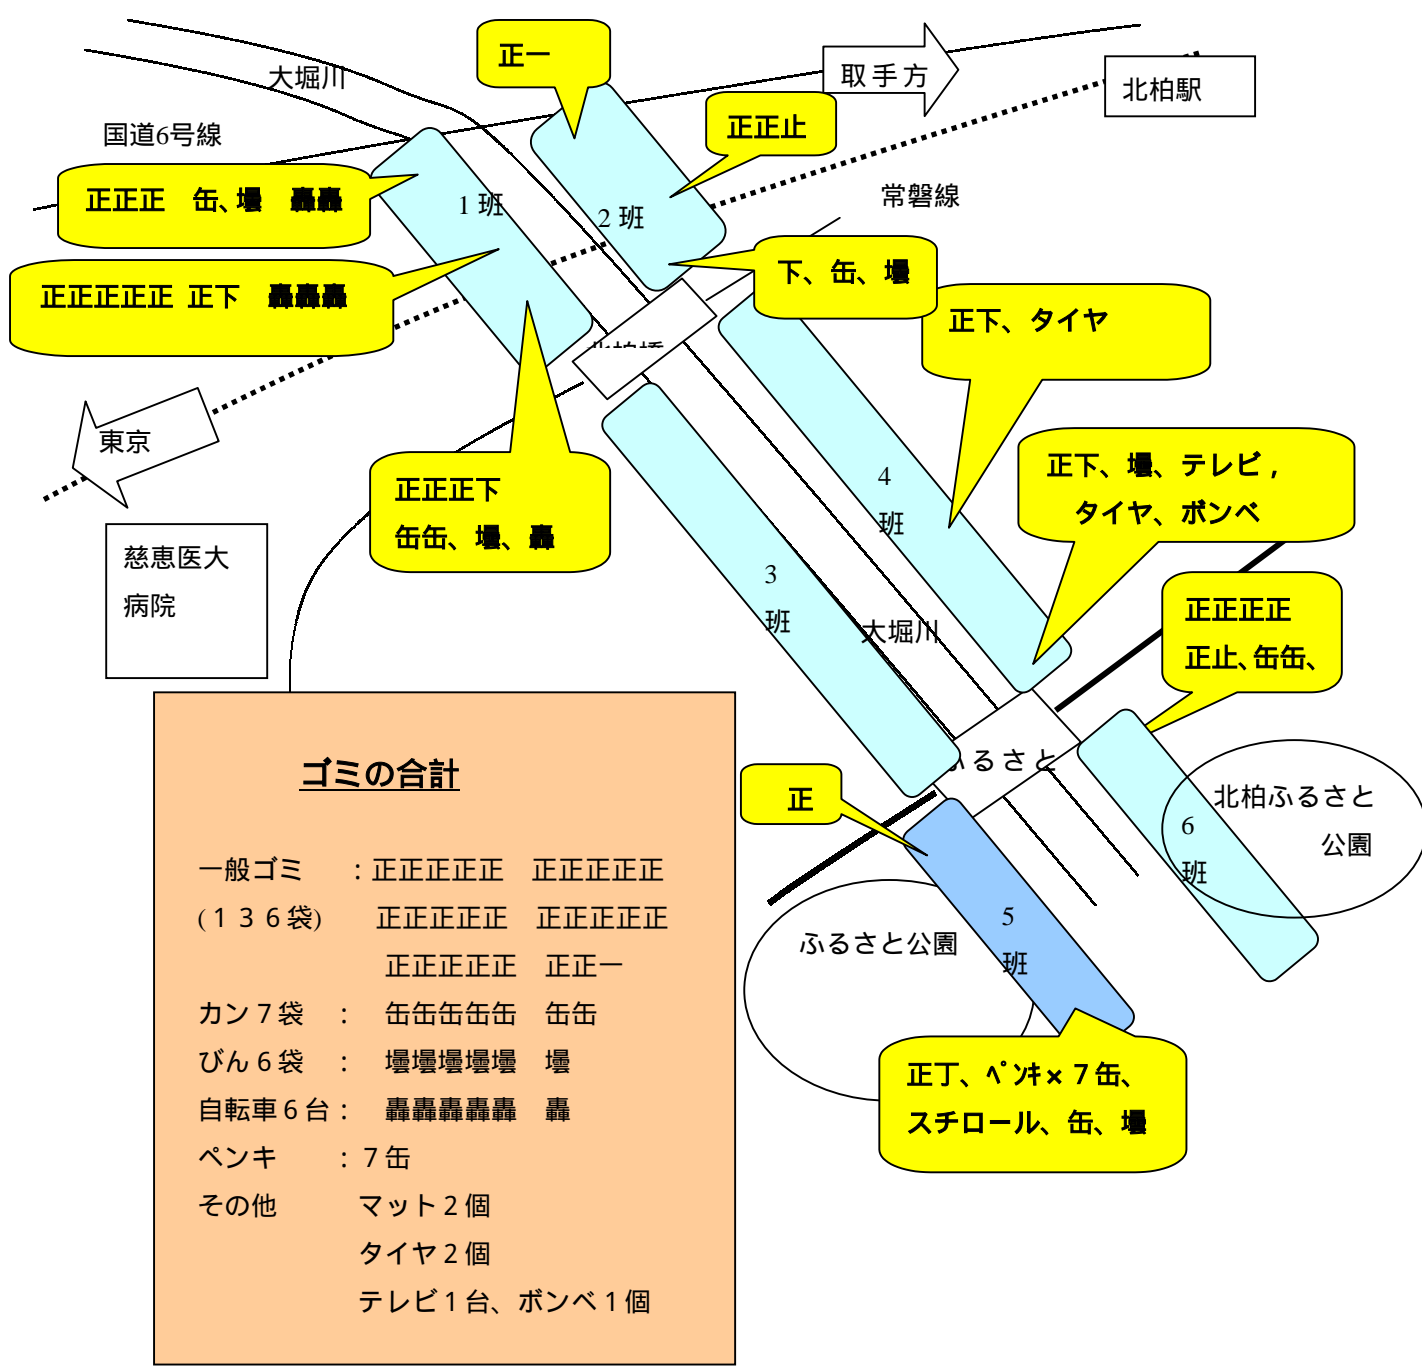 正一
大堀川
取手方
北柏駅
国道6号線
正正止
正正正　缶、壜　轟轟
1 班
2 班
常磐線
下、缶、壜
正正正正正 正下　轟轟轟
正下、タイヤ
北柏橋
東京
正正正下
缶缶、壜、轟
4
班
正下、壜、テレビ，
タイヤ、ボンベ
慈恵医大
病院
3
班
大堀川
正正正正
正止、缶缶、
ふるさと
正
6
班
北柏ふるさと
公園
5
班
ふるさと公園
正丁、ﾍﾟﾝｷ×７缶、
スチロール、缶、壜
ゴミの合計
一般ゴミ　：正正正正正　正正正正正
(１３６袋)　正正正正正　正正正正正
正正正正正　正正一
カン７袋　：　缶缶缶缶缶　缶缶
びん６袋　：　壜壜壜壜壜　壜
自転車６台：　轟轟轟轟轟　轟
ペンキ　　：７缶
その他　　　マット２個
タイヤ２個
テレビ１台、ボンベ１個